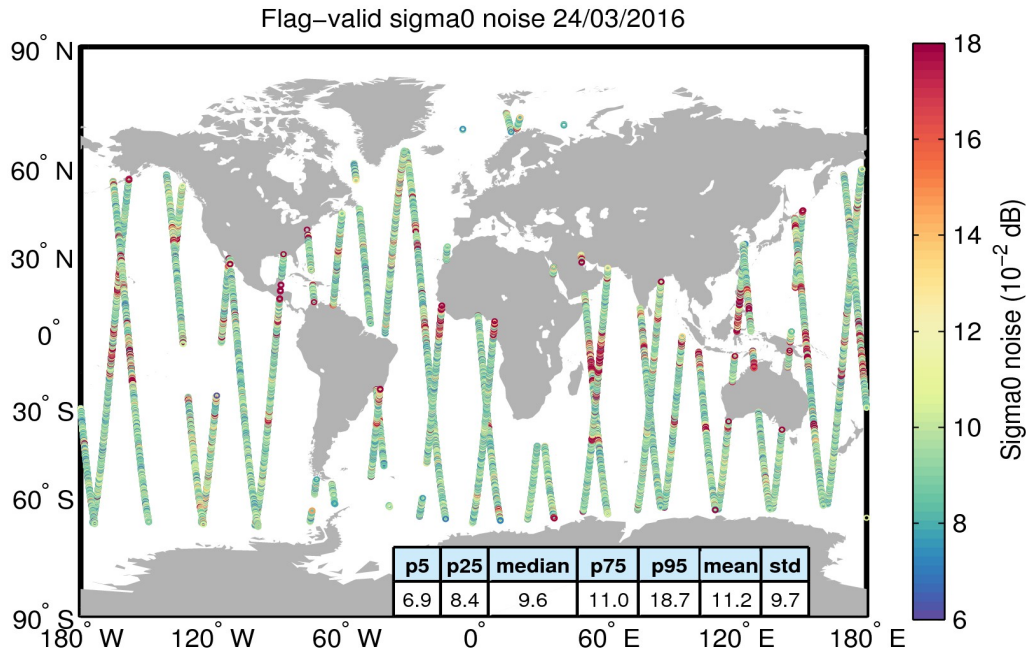 Flag−valid sigma0 noise 24/03/2016
90° N
60° N
30° N
0°
30° S
60° S
90° S
180° W
120° W
60° W
0°
60° E
120° E
180° E
p5 p25 median p75 p95 mean std
6.9 8.4 9.6 11.0 18.7 11.2 9.7
18
16
14
12
10
8
6
Sigma0 noise (10⁻² dB)